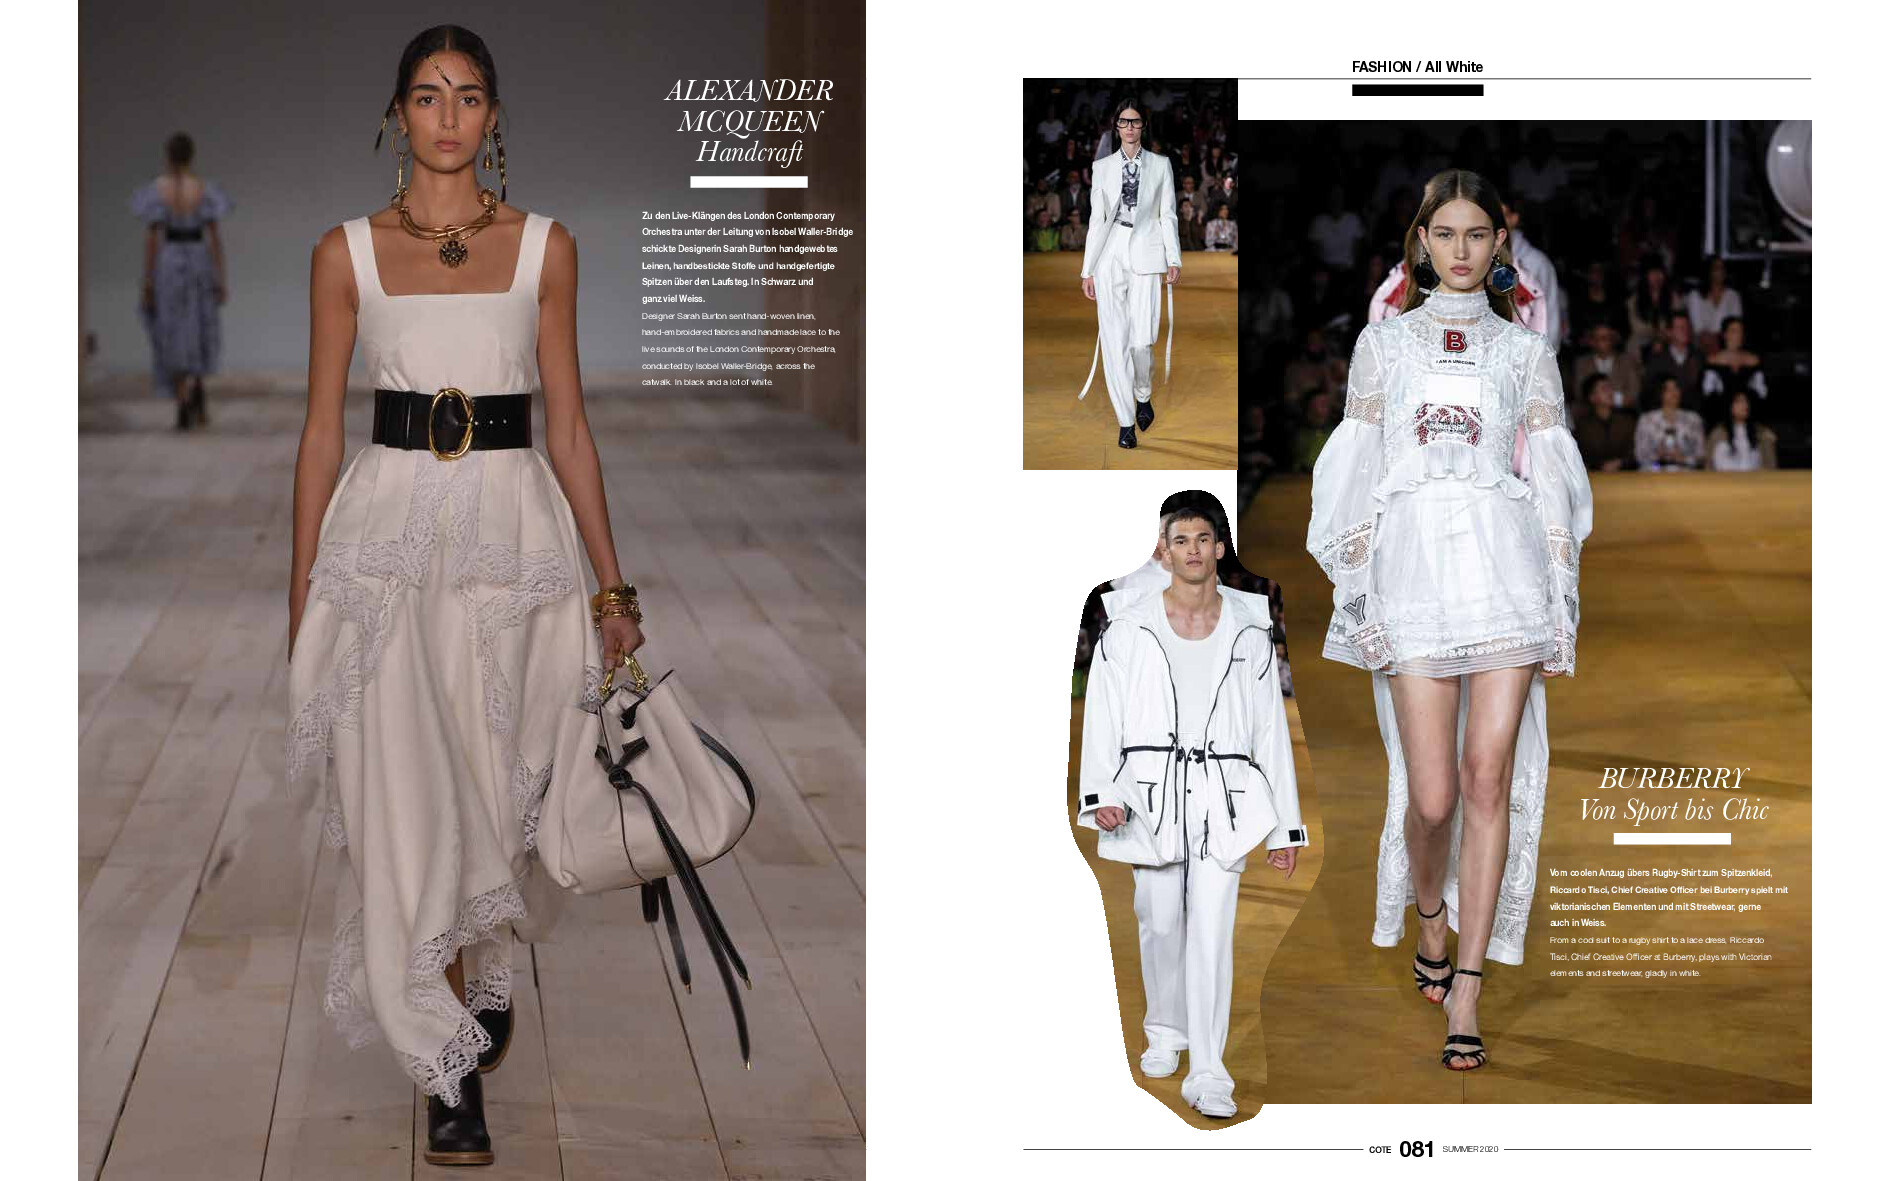 ALEXANDER
MCQUEEN
Handcraft
Zu den Live-Klängen des London Contemporary
Orchestra unter der Leitung von Isobel Waller-Bridge
schickte Designerin Sarah Burton handgewebtes
Leinen, handbestickte Stoffe und handgefertigte
Spitzen über den Laufsteg. In Schwarz und
ganz viel Weiss.
Designer Sarah Burton sent hand-woven linen,
hand-embroidered fabrics and handmade lace to the
live sounds of the London Contemporary Orchestra,
conducted by Isobel Waller-Bridge, across the
catwalk. In black and a lot of white.
FASHION / All White
B
I AM A UNICORN
Y
BURBERRY
Von Sport bis Chic
Vom coolen Anzug übers Rugby-Shirt zum Spitzenkleid,
Riccardo Tisci, Chief Creative Officer bei Burberry spielt mit
viktorianischen Elementen und mit Streetwear, gerne
auch in Weiss.
From a cool suit to a rugby shirt to a lace dress, Riccardo
Tisci, Chief Creative Officer at Burberry, plays with Victorian
elements and streetwear, gladly in white.
COTE 081 SUMMER 2020